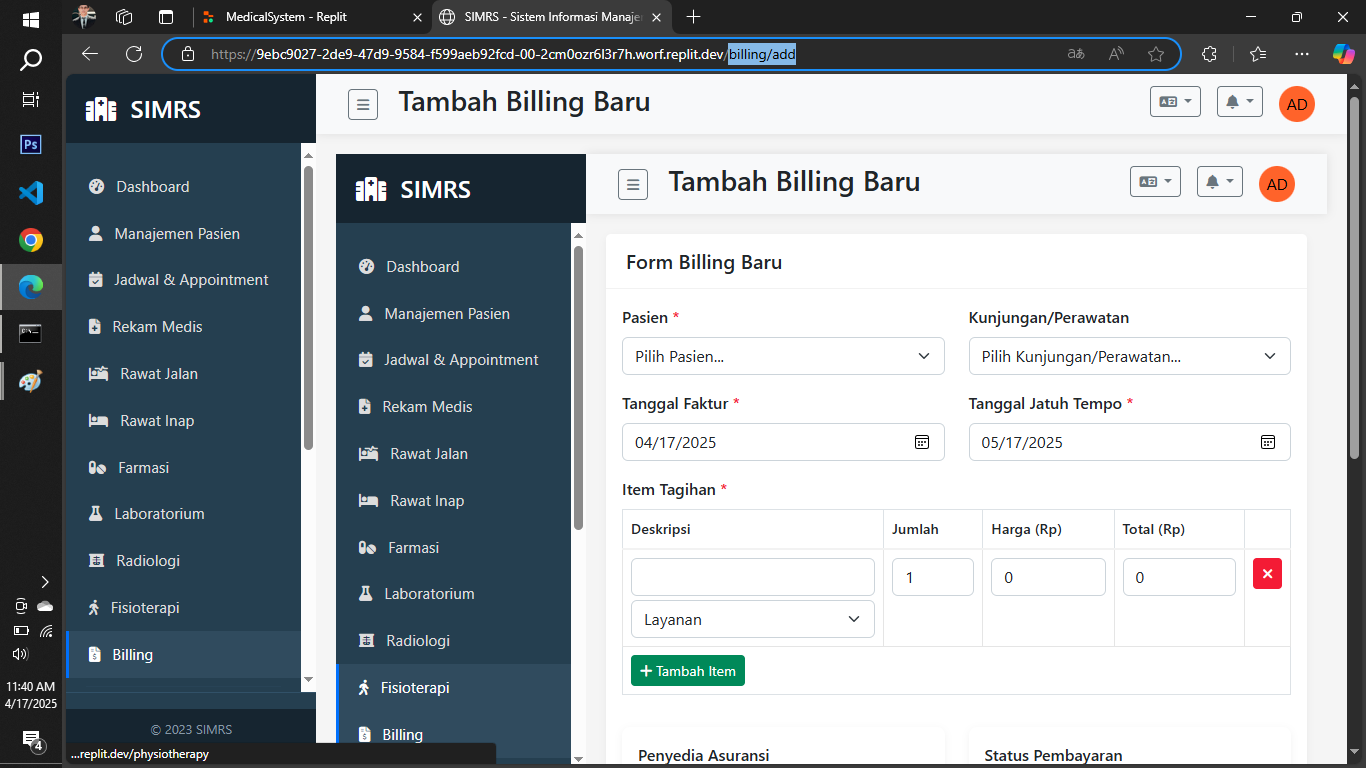 MedicalSystem - Replit
SIMRS - Sistem Informasi Manaje
https://9ebc9027-2de9-47d9-9584-f599aeb92fcd-00-2cm0ozr6l3r7h.worf.replit.dev/billing/add
SIMRS
Tambah Billing Baru
AD
Dashboard
Manajemen Pasien
Jadwal & Appointment
Rekam Medis
Rawat Jalan
Rawat Inap
Farmasi
Laboratorium
Radiologi
Fisioterapi
Billing
© 2023 SIMRS
SIMRS
Tambah Billing Baru
AD
Dashboard
Manajemen Pasien
Jadwal & Appointment
Rekam Medis
Rawat Jalan
Rawat Inap
Farmasi
Laboratorium
Radiologi
Fisioterapi
Billing
Form Billing Baru
Pasien *
Pilih Pasien...
Kunjungan/Perawatan
Pilih Kunjungan/Perawatan...
Tanggal Faktur *
04/17/2025
Tanggal Jatuh Tempo *
05/17/2025
Item Tagihan *
Deskripsi Jumlah Harga (Rp) Total (Rp)
1 0 0
Layanan
Tambah Item
Penyedia Asuransi
Status Pembayaran
...replit.dev/physiotherapy
Ps
11:40 AM
4/17/2025
4